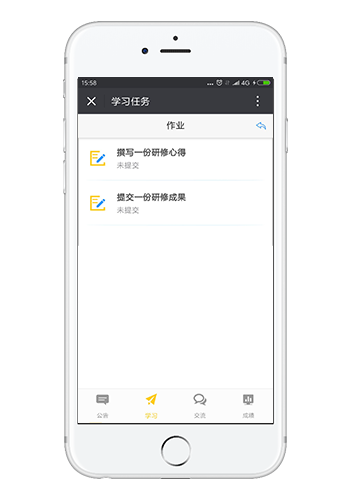 15:58
4G
学习任务
作业
撰写一份研修心得
未提交
提交一份研修成果
未提交
公告
学习
交流
成绩